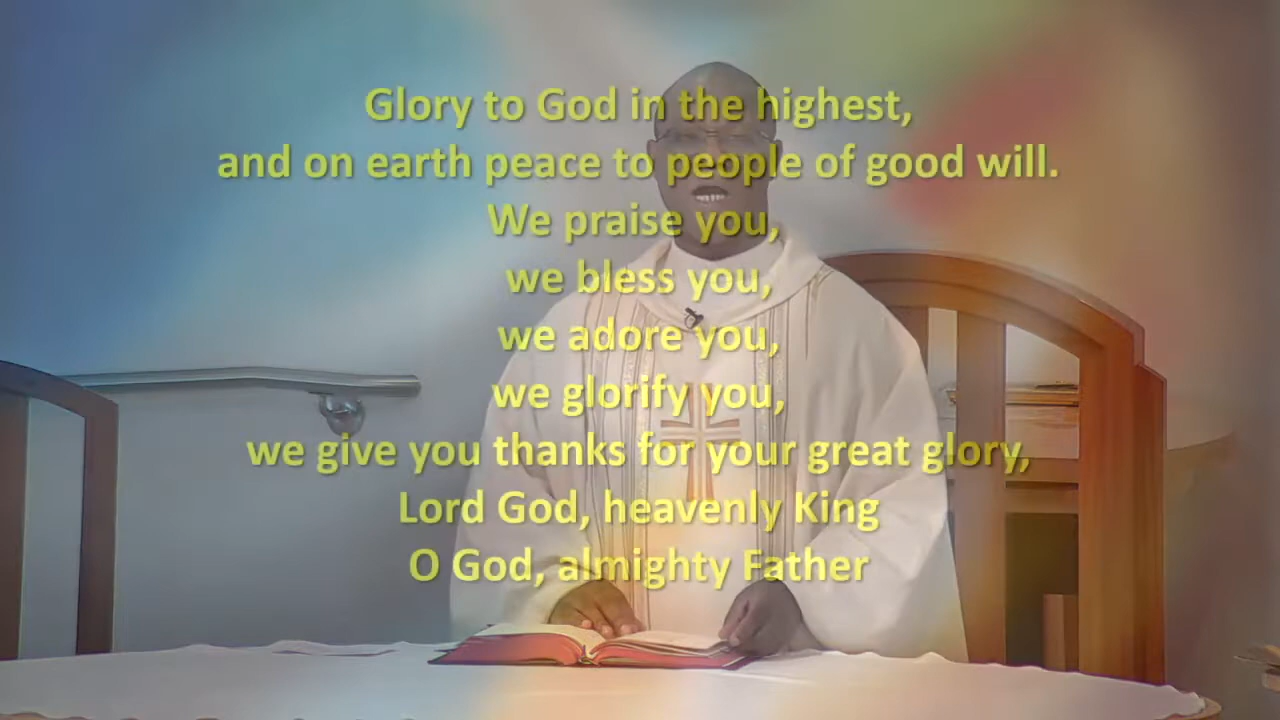 Glory to God in the highest,
and on earth peace to people of good will.
We praise you,
we bless you,
we adore you,
we glorify you,
we give you thanks for your great glory,
Lord God, heavenly King
O God, almighty Father